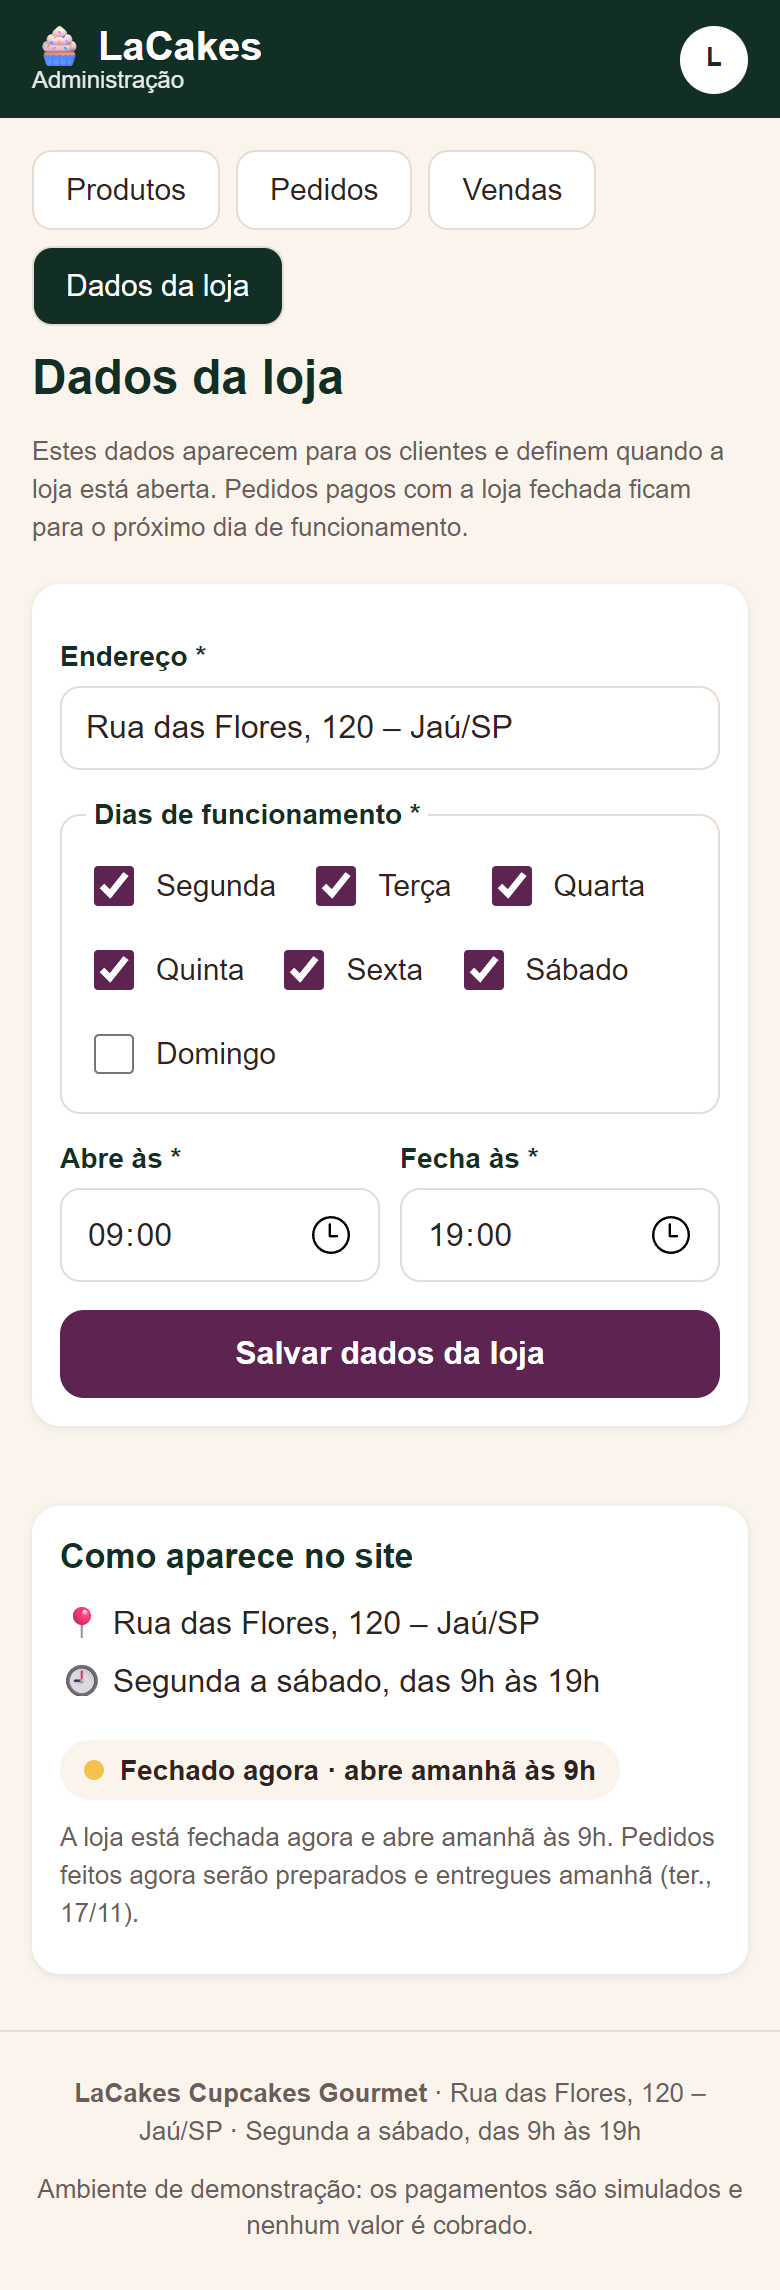 LaCakes
Administração
L
Produtos
Pedidos
Vendas
Dados da loja
Dados da loja
Estes dados aparecem para os clientes e definem quando a
loja está aberta. Pedidos pagos com a loja fechada ficam
para o próximo dia de funcionamento.
Endereço *
Rua das Flores, 120 – Jaú/SP
Dias de funcionamento *
Segunda
Terça
Quarta
Quinta
Sexta
Sábado
Domingo
Abre às *
Fecha às *
09:00
19:00
Salvar dados da loja
Como aparece no site
Rua das Flores, 120 – Jaú/SP
Segunda a sábado, das 9h às 19h
Fechado agora · abre amanhã às 9h
A loja está fechada agora e abre amanhã às 9h. Pedidos
feitos agora serão preparados e entregues amanhã (ter.,
17/11).
LaCakes Cupcakes Gourmet · Rua das Flores, 120 –
Jaú/SP · Segunda a sábado, das 9h às 19h
Ambiente de demonstração: os pagamentos são simulados e
nenhum valor é cobrado.